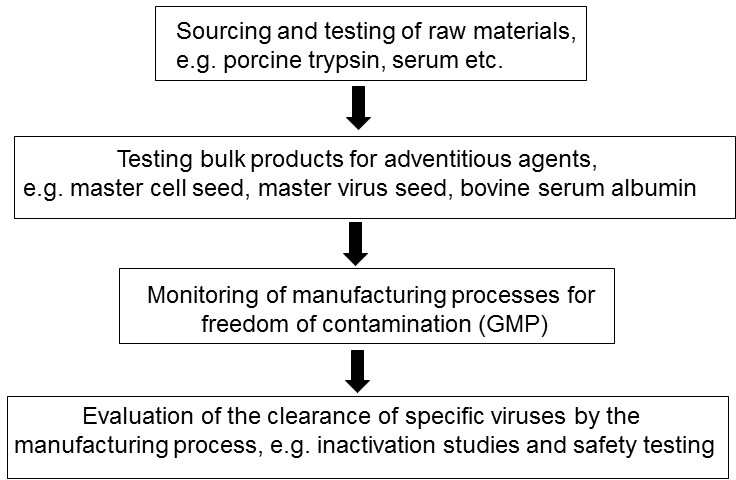 Sourcing and testing of raw materials,
e.g. porcine trypsin, serum etc.
Testing bulk products for adventitious agents,
e.g. master cell seed, master virus seed, bovine serum albumin
Monitoring of manufacturing processes for
freedom of contamination (GMP)
Evaluation of the clearance of specific viruses by the
manufacturing process, e.g. inactivation studies and safety testing